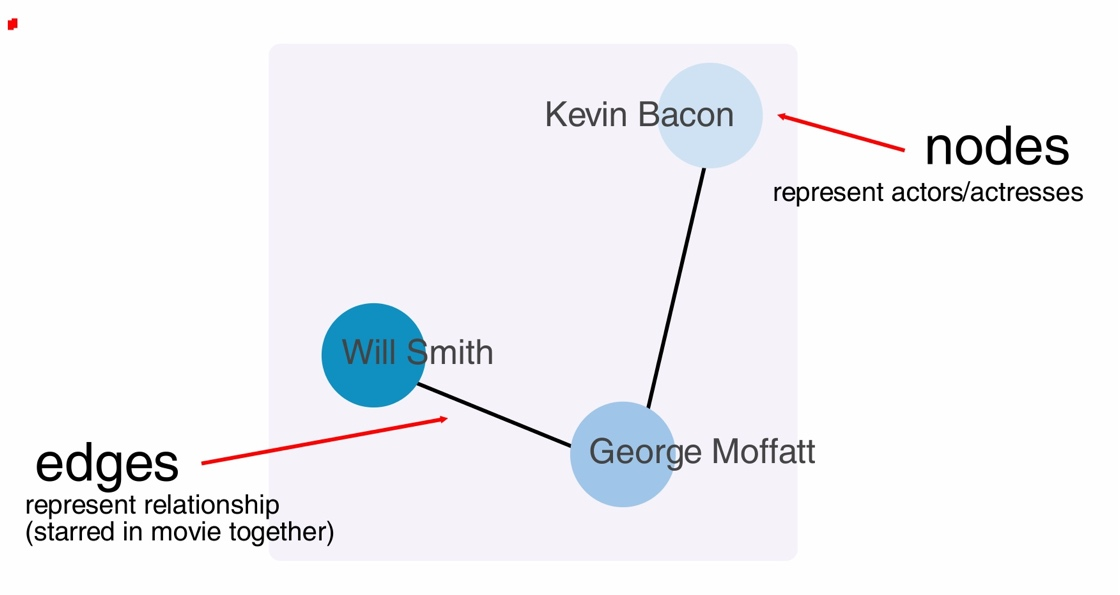 Kevin Bacon
nodes
represent actors/actresses
Will Smith
George Moffatt
edges
represent relationship
(starred in movie together)